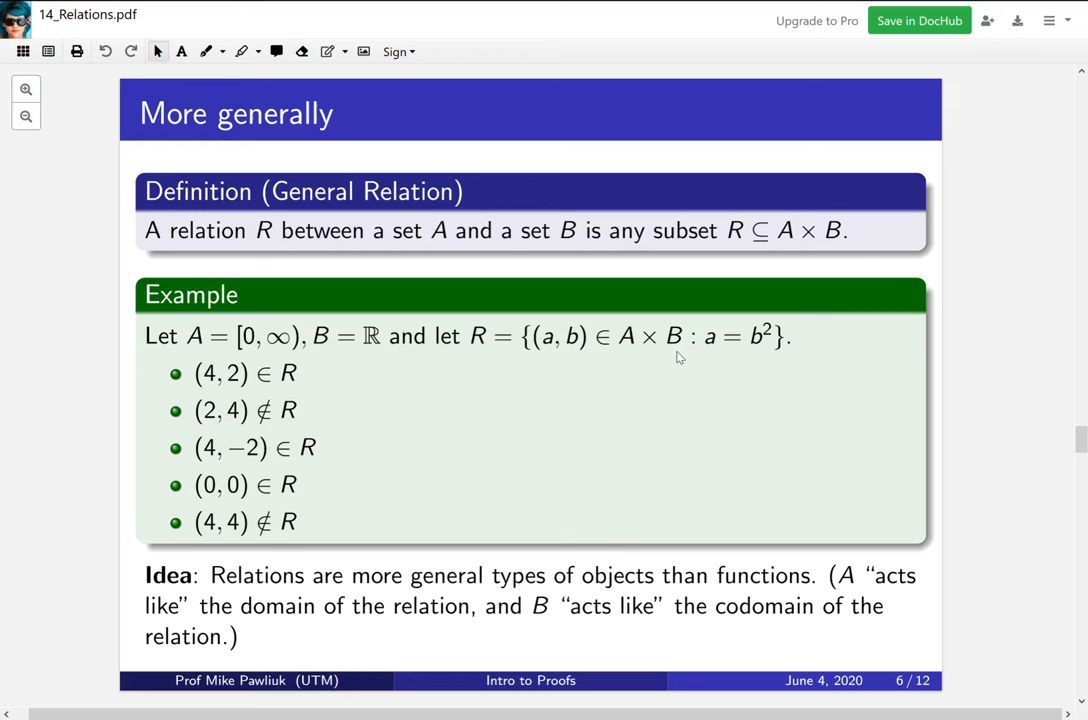 14_Relations.pdf
Upgrade to Pro
Save in DocHub
A
Sign
More generally
Definition (General Relation)
A relation R between a set A and a set B is any subset R ⊆ A × B.
Example
Let A = [0, ∞), B = ℝ and let R = {(a, b) ∈ A × B : a = b²}.
(4, 2) ∈ R
(2, 4) ∉ R
(4, −2) ∈ R
(0, 0) ∈ R
(4, 4) ∉ R
Idea: Relations are more general types of objects than functions. (A “acts
like” the domain of the relation, and B “acts like” the codomain of the
relation.)
Prof Mike Pawliuk (UTM) Intro to Proofs June 4, 2020 6 / 12